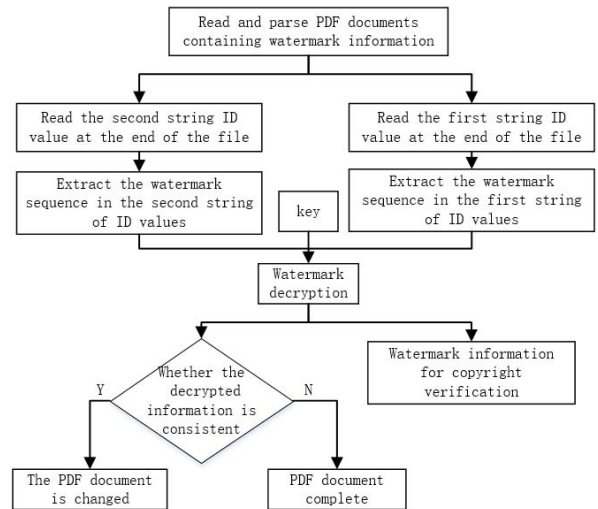 Read and parse PDF documents
containing watermark information
Read the second string ID
value at the end of the file
Read the first string ID
value at the end of the file
Extract the watermark
sequence in the second string
of ID values
key
Extract the watermark
sequence in the first string
of ID values
Watermark
decryption
Whether the
decrypted
information is
consistent
Y
N
Watermark information
for copyright
verification
The PDF document
is changed
PDF document
complete